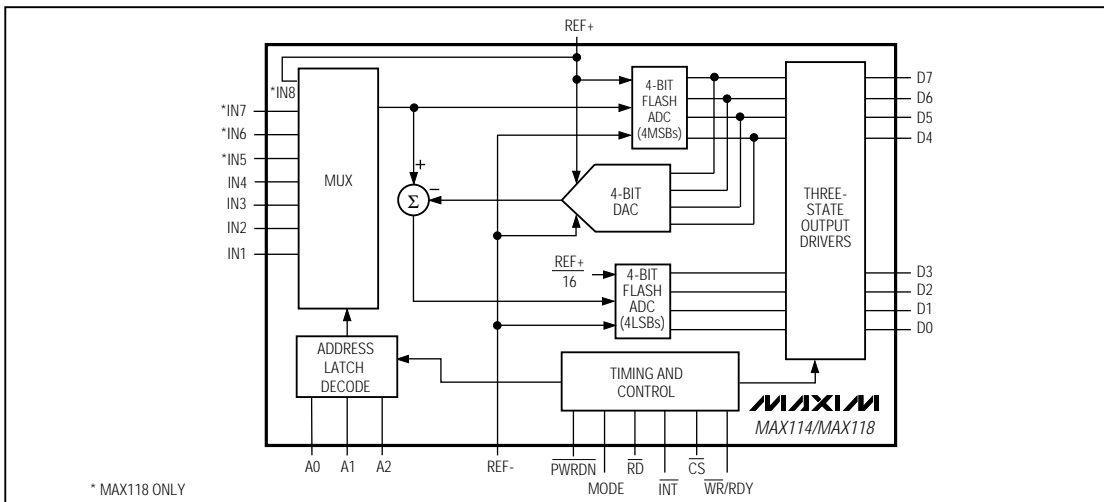 REF+
*IN8
*IN7
*IN6
*IN5
IN4
IN3
IN2
IN1
MUX
4-BIT
FLASH
ADC
(4MSBs)
D7
D6
D5
D4
+
−
Σ
4-BIT
DAC
THREE-
STATE
OUTPUT
DRIVERS
REF+
16
4-BIT
FLASH
ADC
(4LSBs)
D3
D2
D1
D0
ADDRESS
LATCH
DECODE
TIMING AND
CONTROL
MAXIM
MAX114/MAX118
A0
A1
A2
REF-
PWRDN
MODE
RD
INT
CS
WR/RDY
* MAX118 ONLY